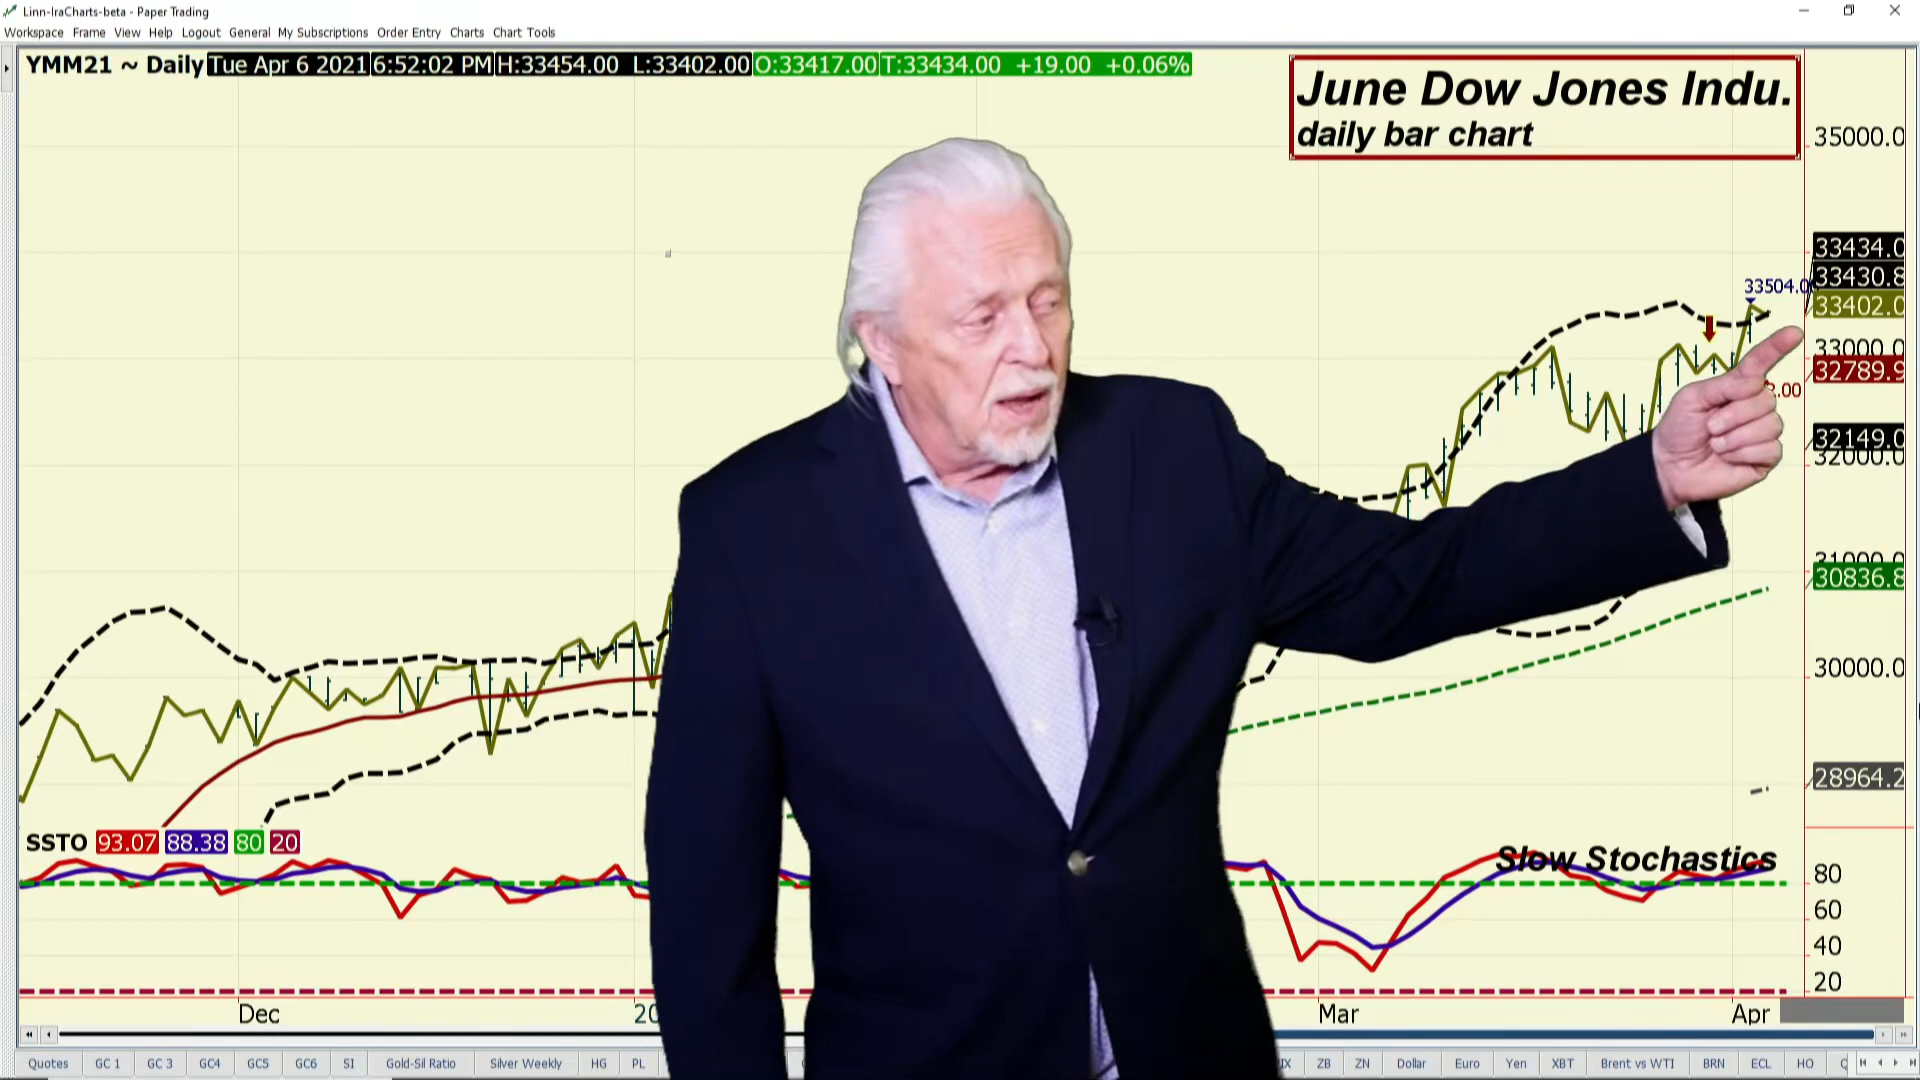 Linn-IraCharts-beta - Paper Trading
Workspace Frame View Help Logout General My Subscriptions Order Entry Charts Chart Tools
YMM21 ~ Daily Tue Apr 6 2021 6:52:02 PM H:33454.00 L:33402.00 O:33417.00 T:33434.00 +19.00 +0.06%
June Dow Jones Indu.
daily bar chart
35000.0
33434.0
33430.8
33504.0
33402.0
33000.0
32789.9
32149.0
32000.0
31000.0
30836.8
30000.0
28964.2
SSTO 93.07 88.38 80 20
Slow Stochastics
80
60
40
20
Dec
Mar
Apr
Quotes GC 1 GC 3 GC4 GC5 GC6 SI Gold-Sil Ratio Silver Weekly HG PL ZB ZN Dollar Euro Yen XBT Brent vs WTI BRN ECL HO